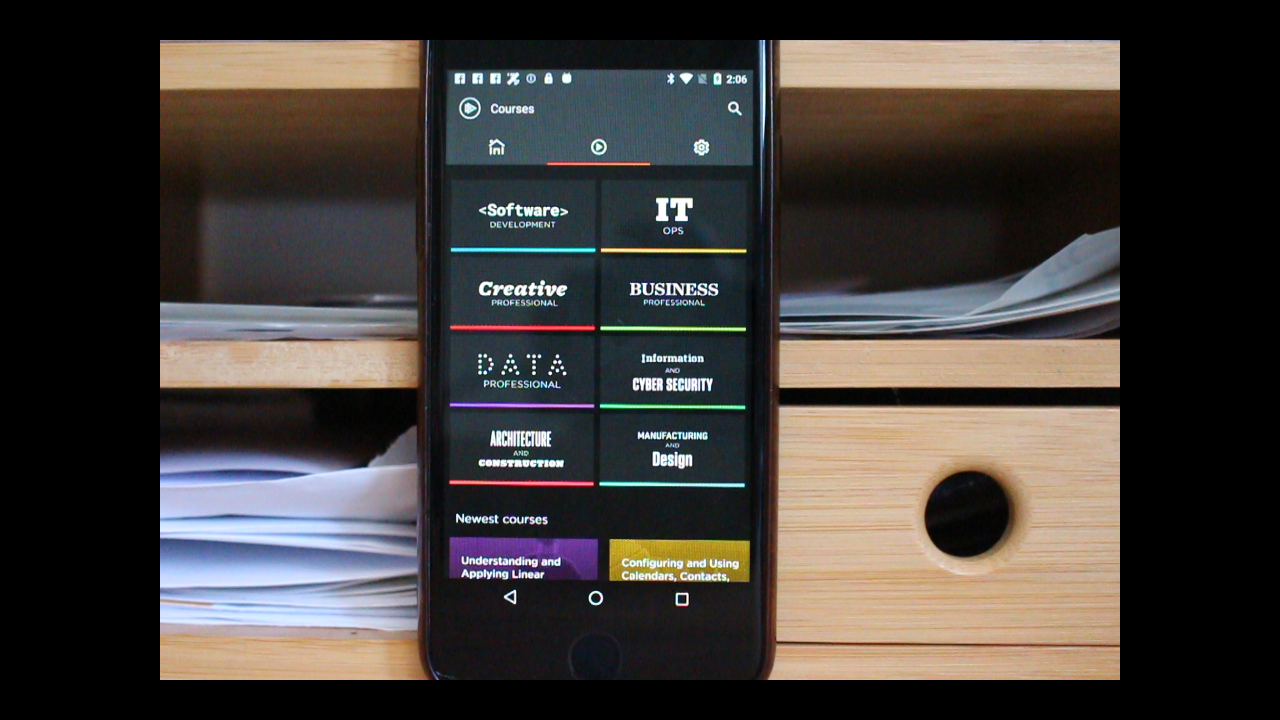 2:06
Courses
<Software>
DEVELOPMENT
IT
OPS
Creative
PROFESSIONAL
BUSINESS
PROFESSIONAL
DATA
PROFESSIONAL
Information
AND
CYBER SECURITY
ARCHITECTURE
AND
CONSTRUCTION
MANUFACTURING
AND
Design
Newest courses
Understanding and
Applying Linear
Configuring and Using
Calendars, Contacts,